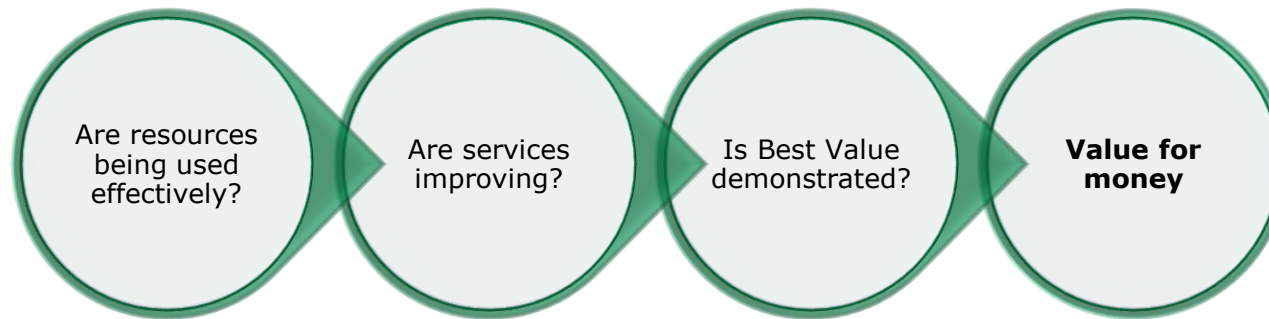 Are resources
being used
effectively?
Are services
improving?
Is Best Value
demonstrated?
Value for
money